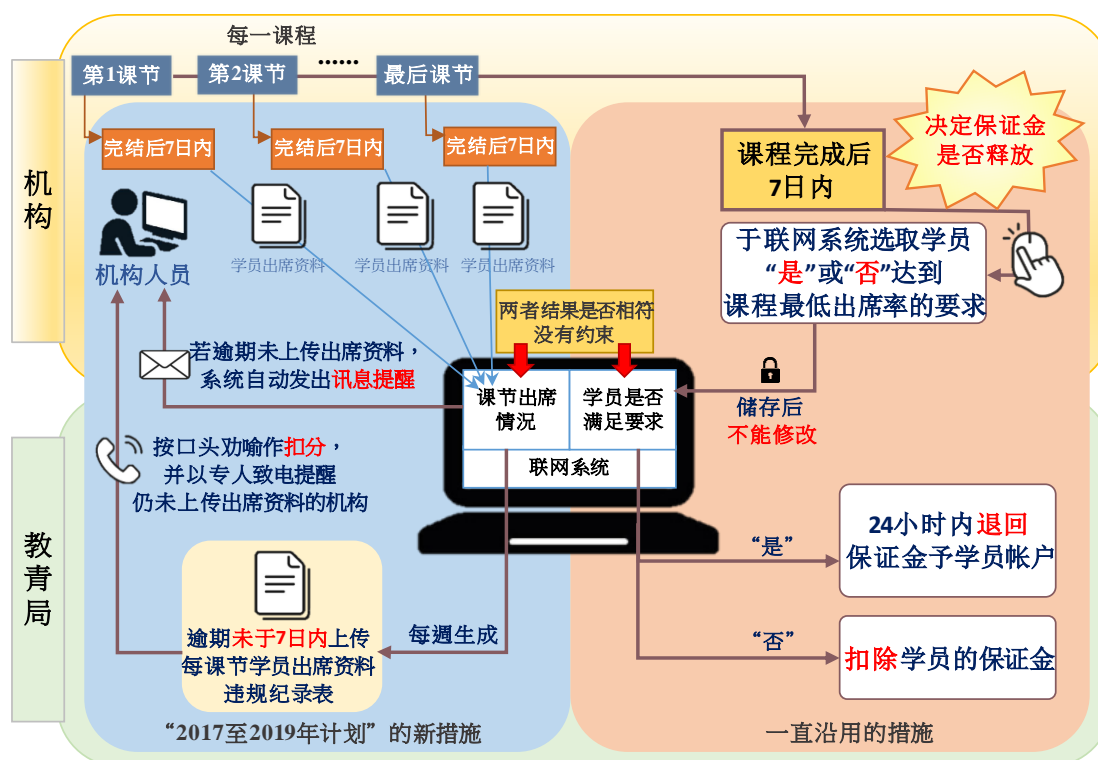 每一课程
第1课节
第2课节
······
最后课节
完结后7日内
完结后7日内
完结后7日内
课程完成后
7日内
决定保证金
是否释放
机构
机构人员
学员出席资料
学员出席资料
学员出席资料
于联网系统选取学员
“是”或“否”达到
课程最低出席率的要求
两者结果是否相符
没有约束
若逾期未上传出席资料，
系统自动发出讯息提醒
课节出席
情况
学员是否
满足要求
联网系统
储存后
不能修改
教青局
按口头劝喻作扣分，
并以专人致电提醒
仍未上传出席资料的机构
“是”
24小时内退回
保证金予学员帐户
逾期未于7日内上传
每课节学员出席资料
违规纪录表
每週生成
“否”
扣除学员的保证金
“2017至2019年计划”的新措施
一直沿用的措施